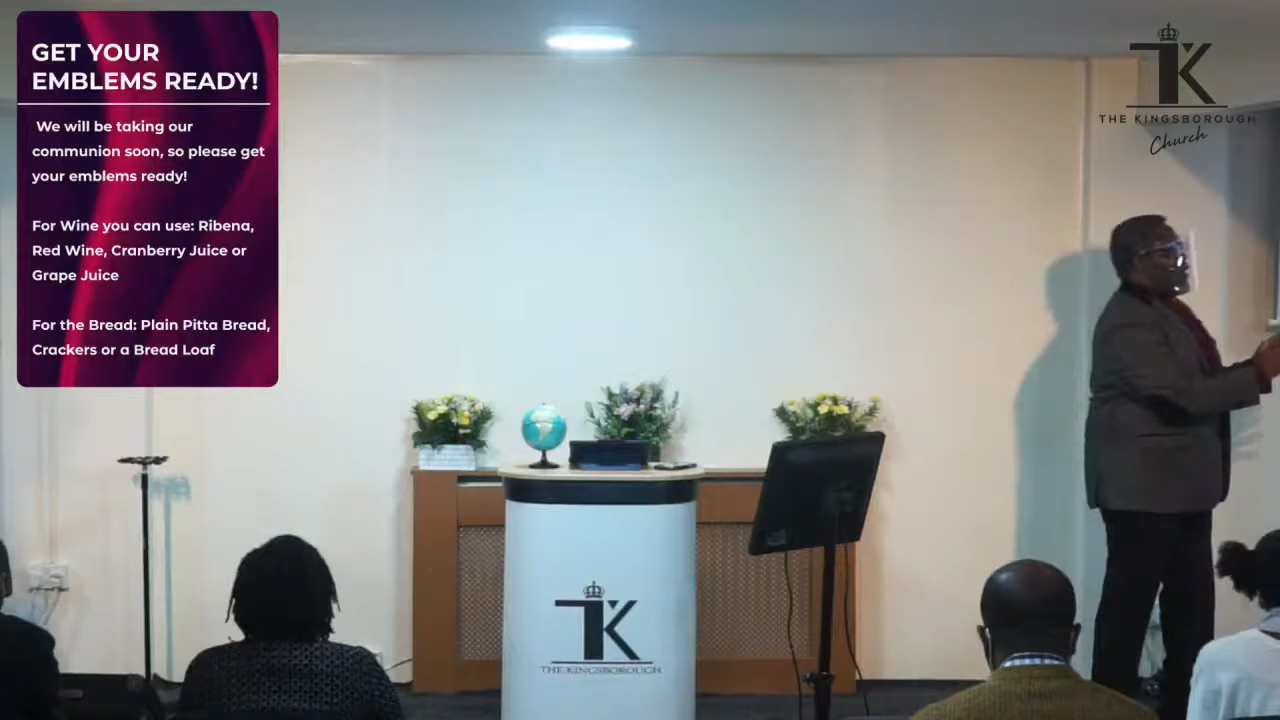 GET YOUR
EMBLEMS READY!
We will be taking our
communion soon, so please get
your emblems ready!
For Wine you can use: Ribena,
Red Wine, Cranberry Juice or
Grape Juice
For the Bread: Plain Pitta Bread,
Crackers or a Bread Loaf
TK
THE KINGSBOROUGH
Church
TK
THE KINGSBOROUGH